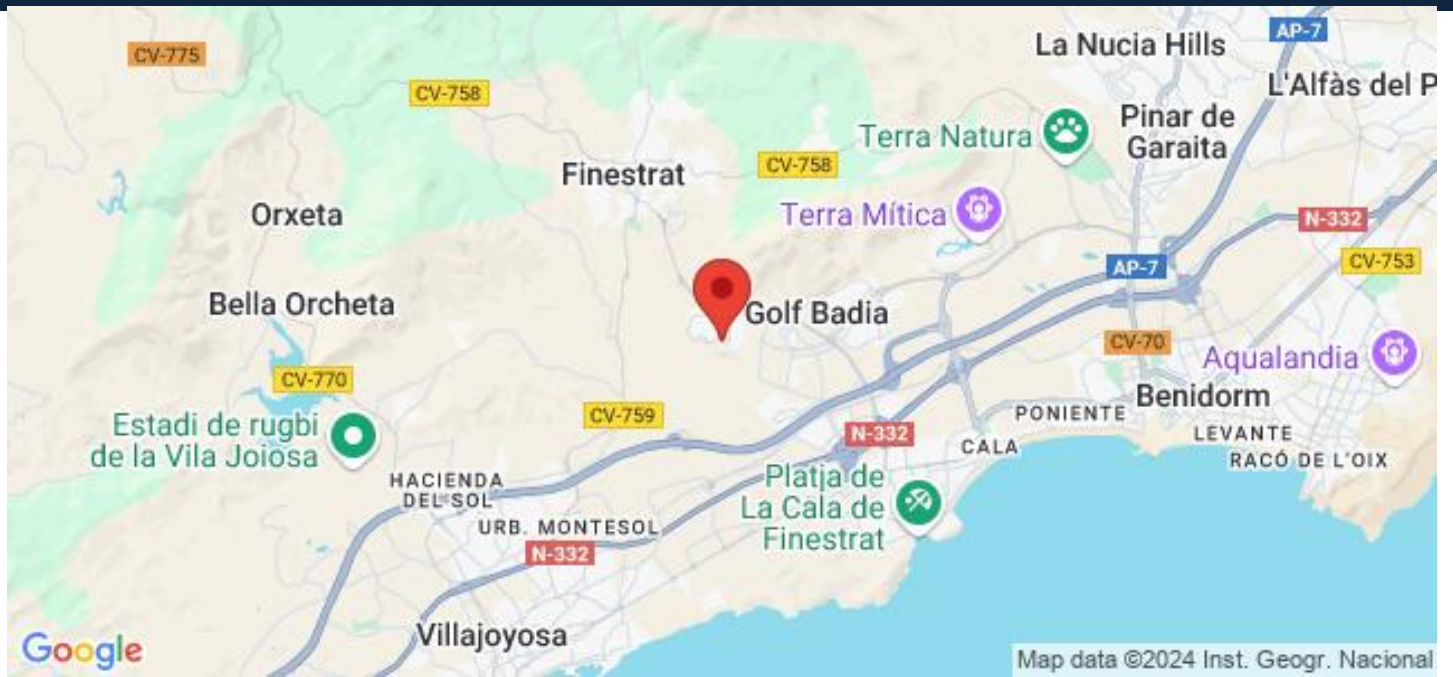 La Nucia Hills
AP-7
CV-775
L'Alfàs del P
CV-758
Pinar de
Garaita
Terra Natura
CV-758
Finestrat
Orxeta
Terra Mítica
N-332
CV-753
AP-7
Bella Orcheta
Golf Badia
CV-70
Aqualandia
CV-770
Benidorm
CV-759
PONIENTE
Estadi de rugbi
de la Vila Joiosa
N-332
LEVANTE
CALA
RACÓ DE L'OIX
HACIENDA
DEL SOL
Platja de
La Cala de
Finestrat
URB. MONTESOL
N-332
Villajoyosa
Google
Map data ©2024 Inst. Geogr. Nacional